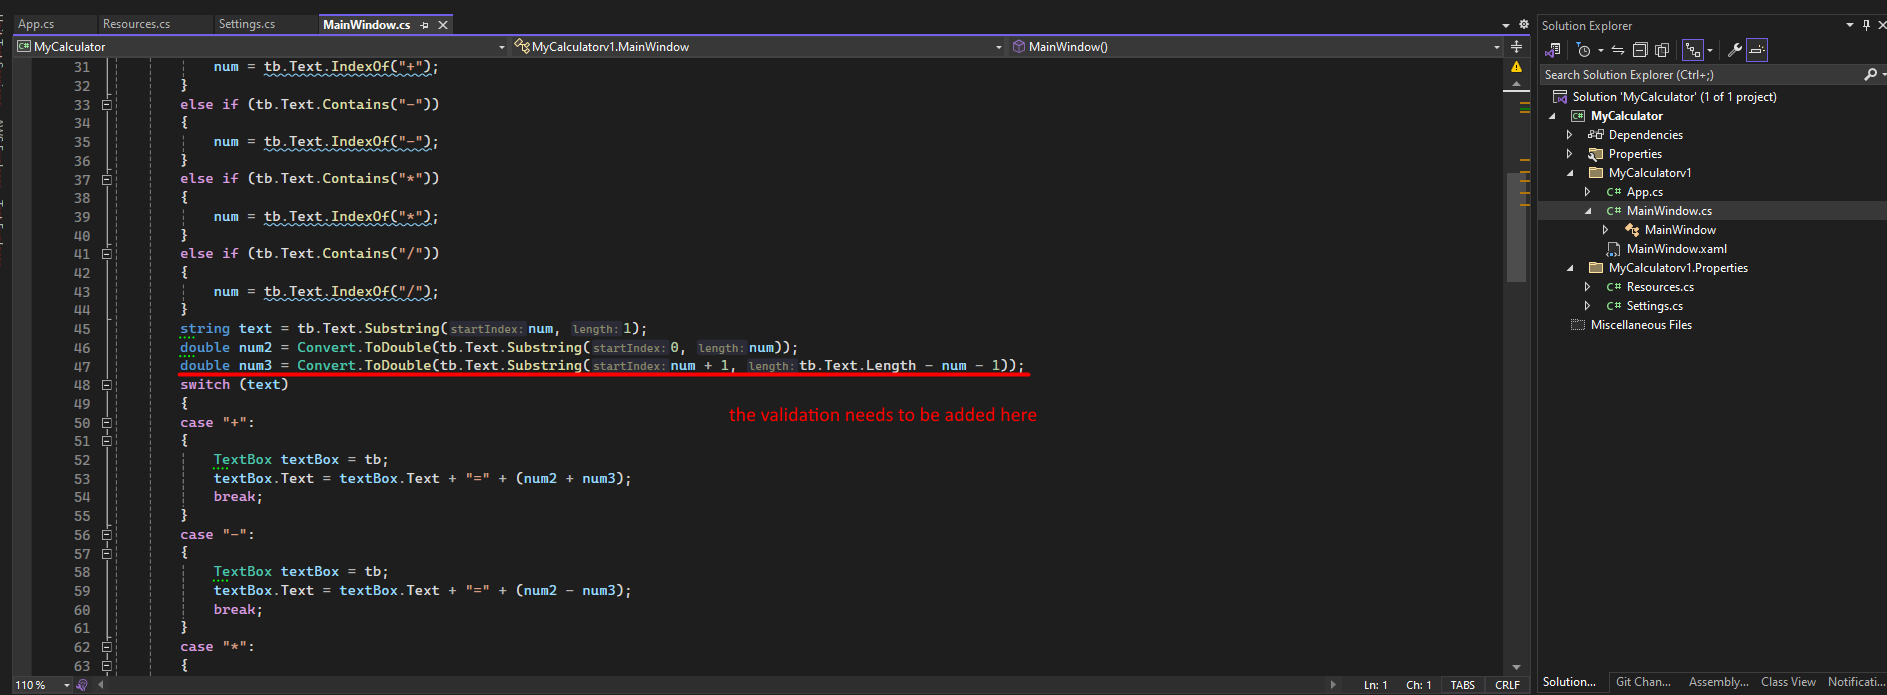 App.cs
Resources.cs
Settings.cs
MainWindow.cs
Solution Explorer
C# MyCalculator
MyCalculatorv1.MainWindow
MainWindow()
31 num = tb.Text.IndexOf("+");
32 }
33 else if (tb.Text.Contains("-"))
34 {
35 num = tb.Text.IndexOf("-");
36 }
37 else if (tb.Text.Contains("*"))
38 {
39 num = tb.Text.IndexOf("*");
40 }
41 else if (tb.Text.Contains("/"))
42 {
43 num = tb.Text.IndexOf("/");
44 }
45 string text = tb.Text.Substring(startIndex: num, length: 1);
46 double num2 = Convert.ToDouble(tb.Text.Substring(startIndex: 0, length: num));
47 double num3 = Convert.ToDouble(tb.Text.Substring(startIndex: num + 1, length: tb.Text.Length - num - 1));
48 switch (text)
49 {
the validation needs to be added here
50 case "+":
51 {
52 TextBox textBox = tb;
53 textBox.Text = textBox.Text + "=" + (num2 + num3);
54 break;
55 }
56 case "-":
57 {
58 TextBox textBox = tb;
59 textBox.Text = textBox.Text + "=" + (num2 - num3);
60 break;
61 }
62 case "*":
63 {
110 %
Ln: 1
Ch: 1
TABS
CRLF
Search Solution Explorer (Ctrl+;)
Solution 'MyCalculator' (1 of 1 project)
C# MyCalculator
Dependencies
Properties
MyCalculatorv1
C# App.cs
C# MainWindow.cs
MainWindow
MainWindow.xaml
MyCalculatorv1.Properties
C# Resources.cs
C# Settings.cs
Miscellaneous Files
Solution...
Git Chan...
Assembly...
Class View
Notificati...